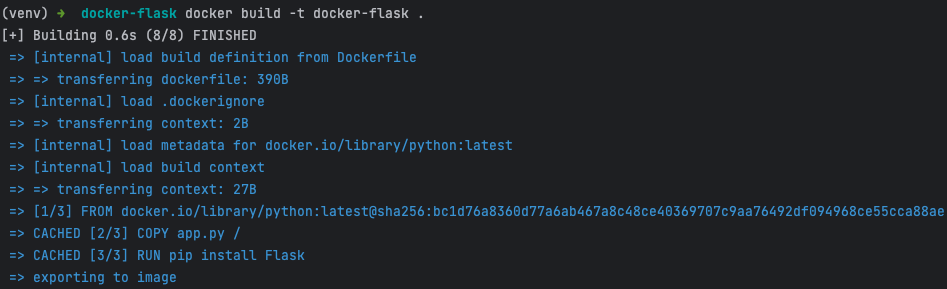 (venv) ➜ docker-flask docker build -t docker-flask .
[+] Building 0.6s (8/8) FINISHED
=> [internal] load build definition from Dockerfile
=> => transferring dockerfile: 390B
=> [internal] load .dockerignore
=> => transferring context: 2B
=> [internal] load metadata for docker.io/library/python:latest
=> [internal] load build context
=> => transferring context: 27B
=> [1/3] FROM docker.io/library/python:latest@sha256:bc1d76a8360d77a6ab467a8c48ce40369707c9aa76492df094968ce55cca88ae
=> CACHED [2/3] COPY app.py /
=> CACHED [3/3] RUN pip install Flask
=> exporting to image